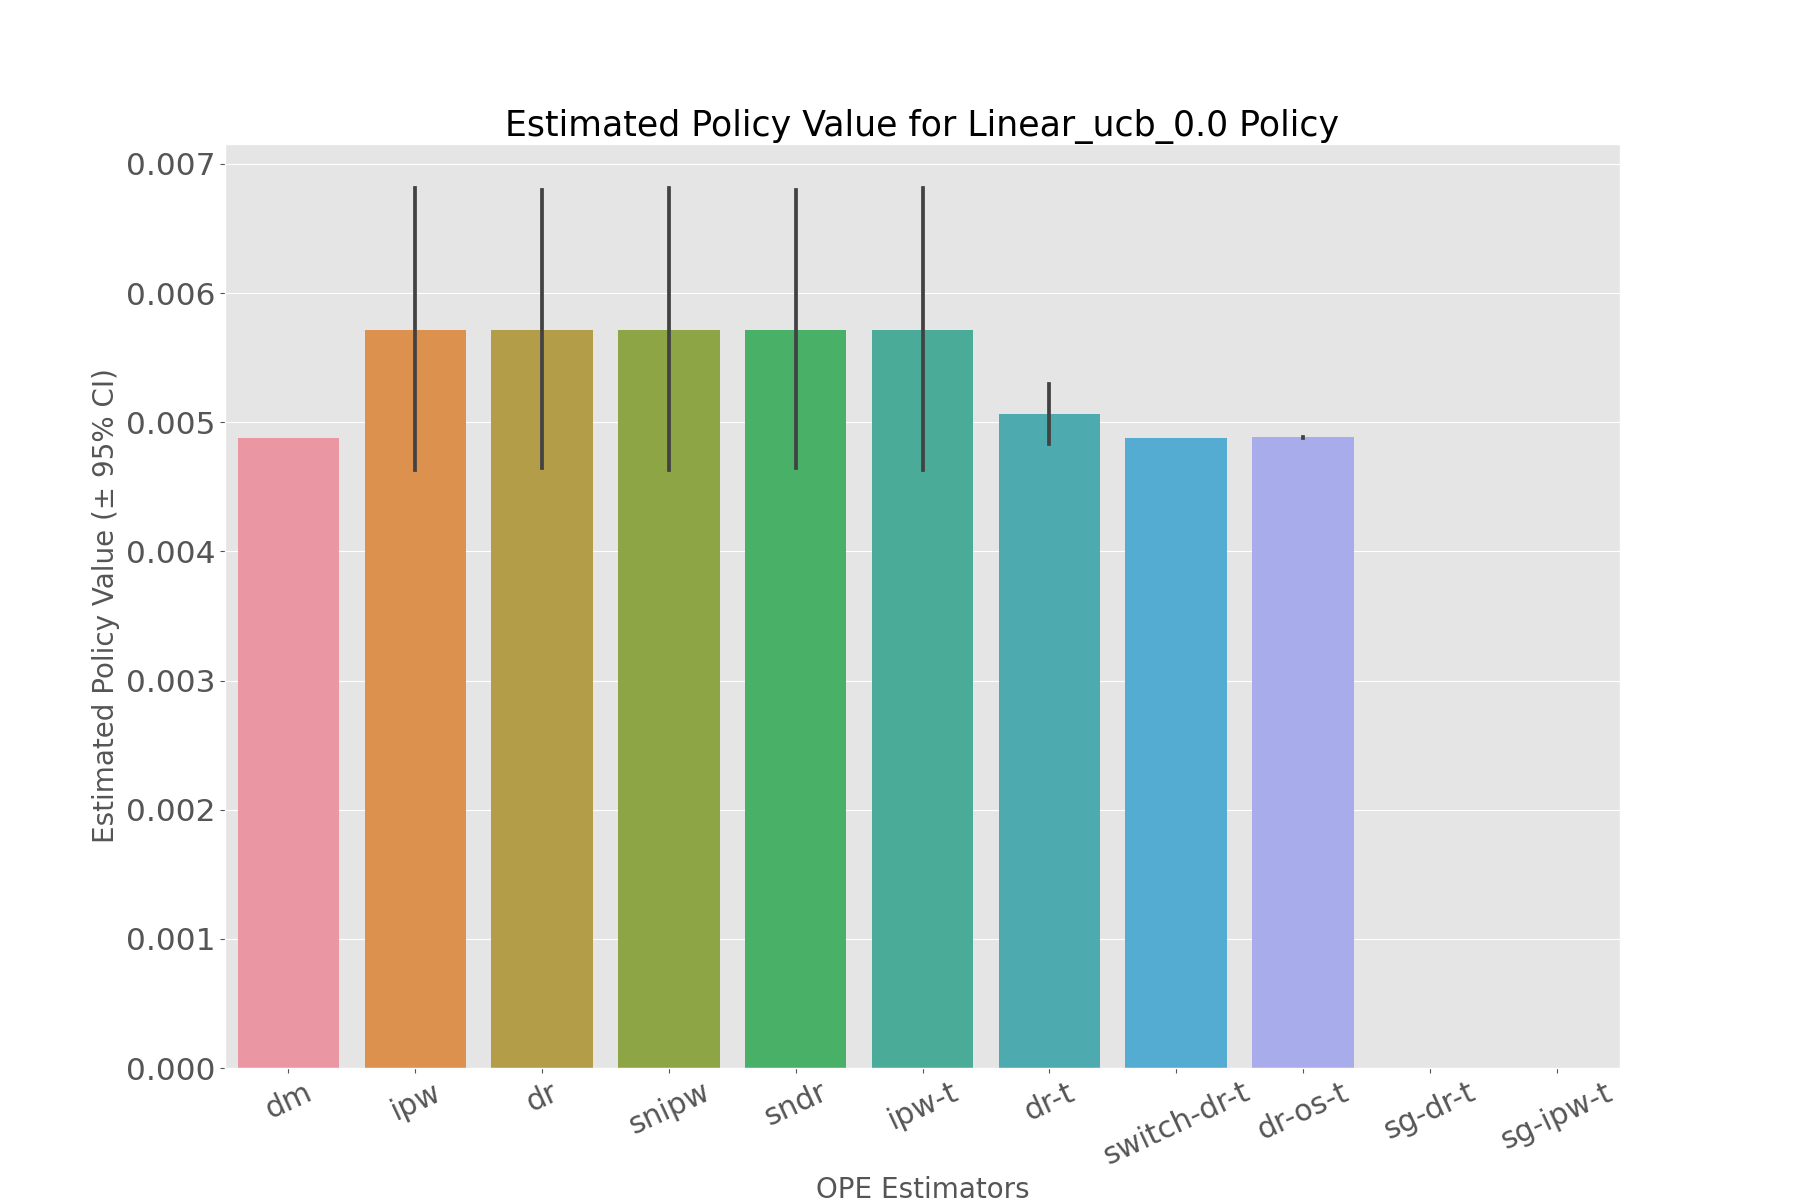 Estimated Policy Value for Linear_ucb_0.0 Policy
Estimated Policy Value (± 95% CI)
0.007
0.006
0.005
0.004
0.003
0.002
0.001
0.000
dm
ipw
dr
snipw
sndr
ipw-t
dr-t
switch-dr-t
dr-os-t
sg-dr-t
sg-ipw-t
OPE Estimators